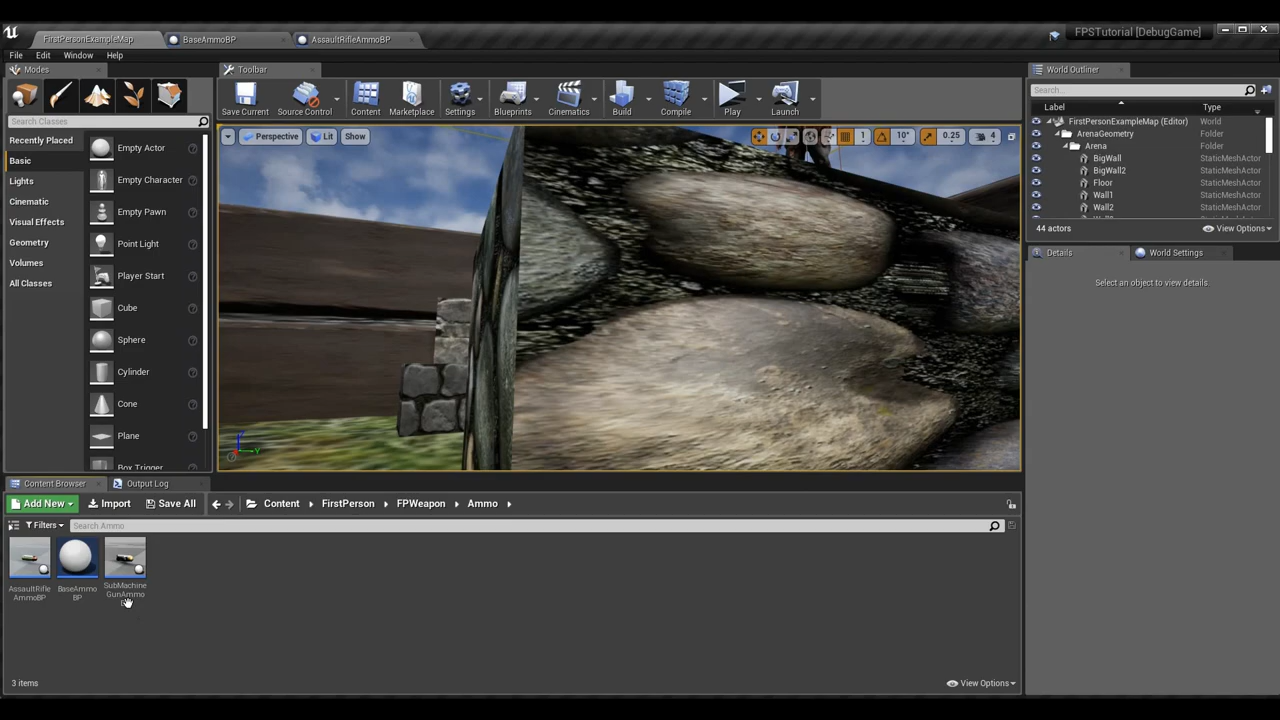 FirstPersonExampleMap
BaseAmmoBP
AssaultRifleAmmoBP
FPSTutorial [DebugGame]
File Edit Window Help
Modes
Toolbar
World Outliner
Search Classes
Save Current
Source Control
Content
Marketplace
Settings
Blueprints
Cinematics
Build
Compile
Play
Launch
Search...
Label
Type
Recently Placed
Basic
Lights
Cinematic
Visual Effects
Geometry
Volumes
All Classes
Empty Actor
Empty Character
Empty Pawn
Point Light
Player Start
Cube
Sphere
Cylinder
Cone
Plane
Box Trigger
Perspective
Lit
Show
1
10°
0.25
4
FirstPersonExampleMap (Editor) World
ArenaGeometry Folder
Arena Folder
BigWall StaticMeshActor
BigWall2 StaticMeshActor
Floor StaticMeshActor
Wall1 StaticMeshActor
Wall2 StaticMeshActor
44 actors
View Options
Details
World Settings
Select an object to view details.
Content Browser
Output Log
Add New
Import
Save All
Content
FirstPerson
FPWeapon
Ammo
Filters
Search Ammo
AssaultRifle
AmmoBP
BaseAmmo
BP
SubMachine
GunAmmo
3 items
View Options